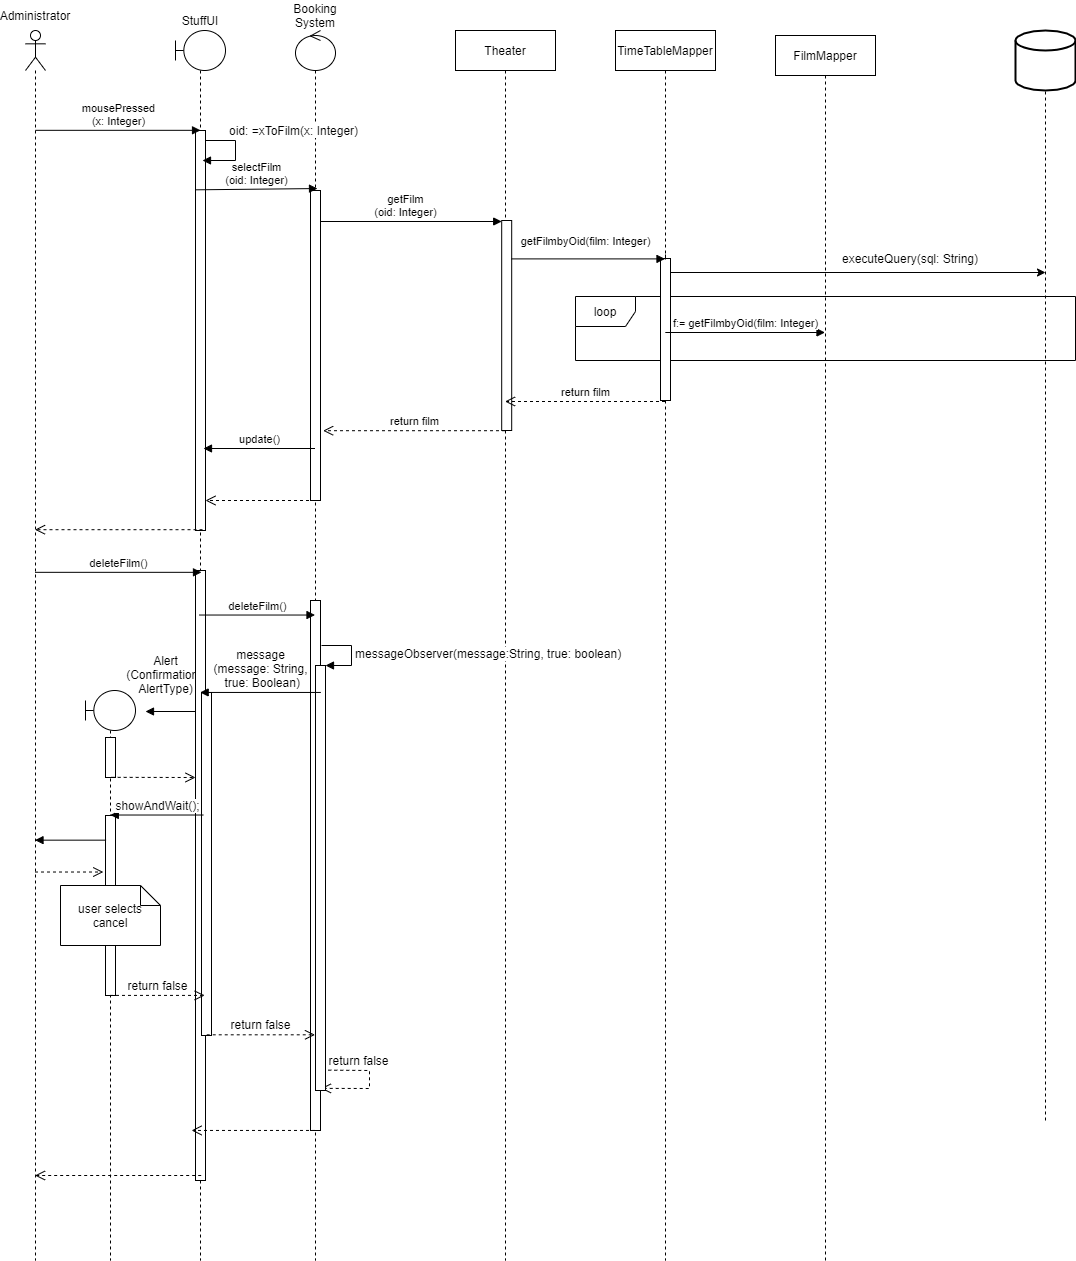 Administrator
StuffUI
Booking
System
Theater
TimeTableMapper
FilmMapper
mousePressed
(x: Integer)
oid: =xToFilm(x: Integer)
selectFilm
(oid: Integer)
getFilm
(oid: Integer)
getFilmbyOid(film: Integer)
executeQuery(sql: String)
loop
f:= getFilmbyOid(film: Integer)
return film
return film
update()
deleteFilm()
deleteFilm()
messageObserver(message:String, true: boolean)
message
(message: String,
true: Boolean)
Alert
(Confirmation
AlertType)
showAndWait();
user selects
cancel
return false
return false
return false